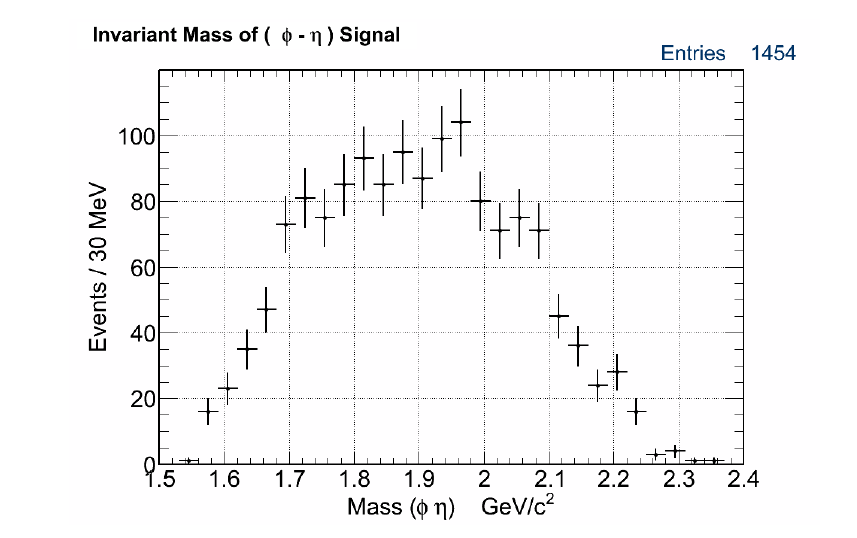 Invariant Mass of ( ϕ - η ) Signal
Entries 1454
Events / 30 MeV
100
80
60
40
20
0
1.5 1.6 1.7 1.8 1.9 2 2.1 2.2 2.3 2.4
Mass (ϕ η) GeV/c²